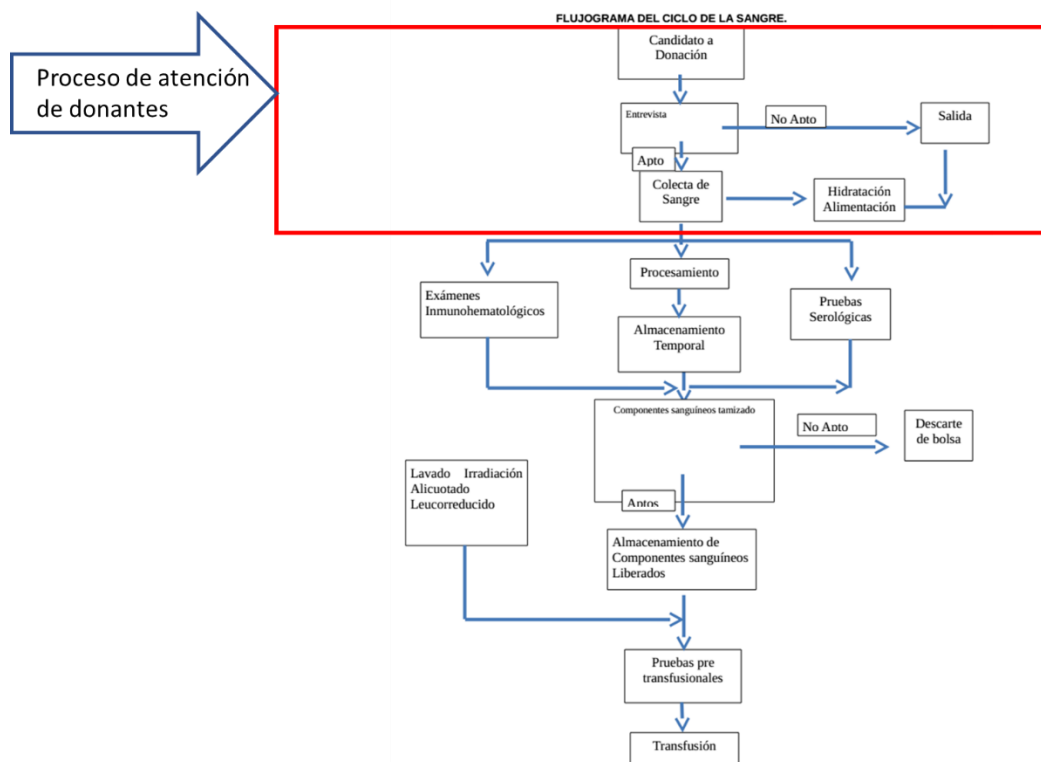 FLUJOGRAMA DEL CICLO DE LA SANGRE.
Proceso de atención
de donantes
Candidato a
Donación
Entrevista
No Apto
Salida
Apto
Colecta de
Sangre
Hidratación
Alimentación
Exámenes
Inmunohematológicos
Procesamiento
Pruebas
Serológicas
Almacenamiento
Temporal
Componentes sanguíneos tamizado
No Apto
Descarte
de bolsa
Lavado Irradiación
Alicuotado
Leucorreducido
Aptos
Almacenamiento de
Componentes sanguíneos
Liberados
Pruebas pre
transfusionales
Transfusión